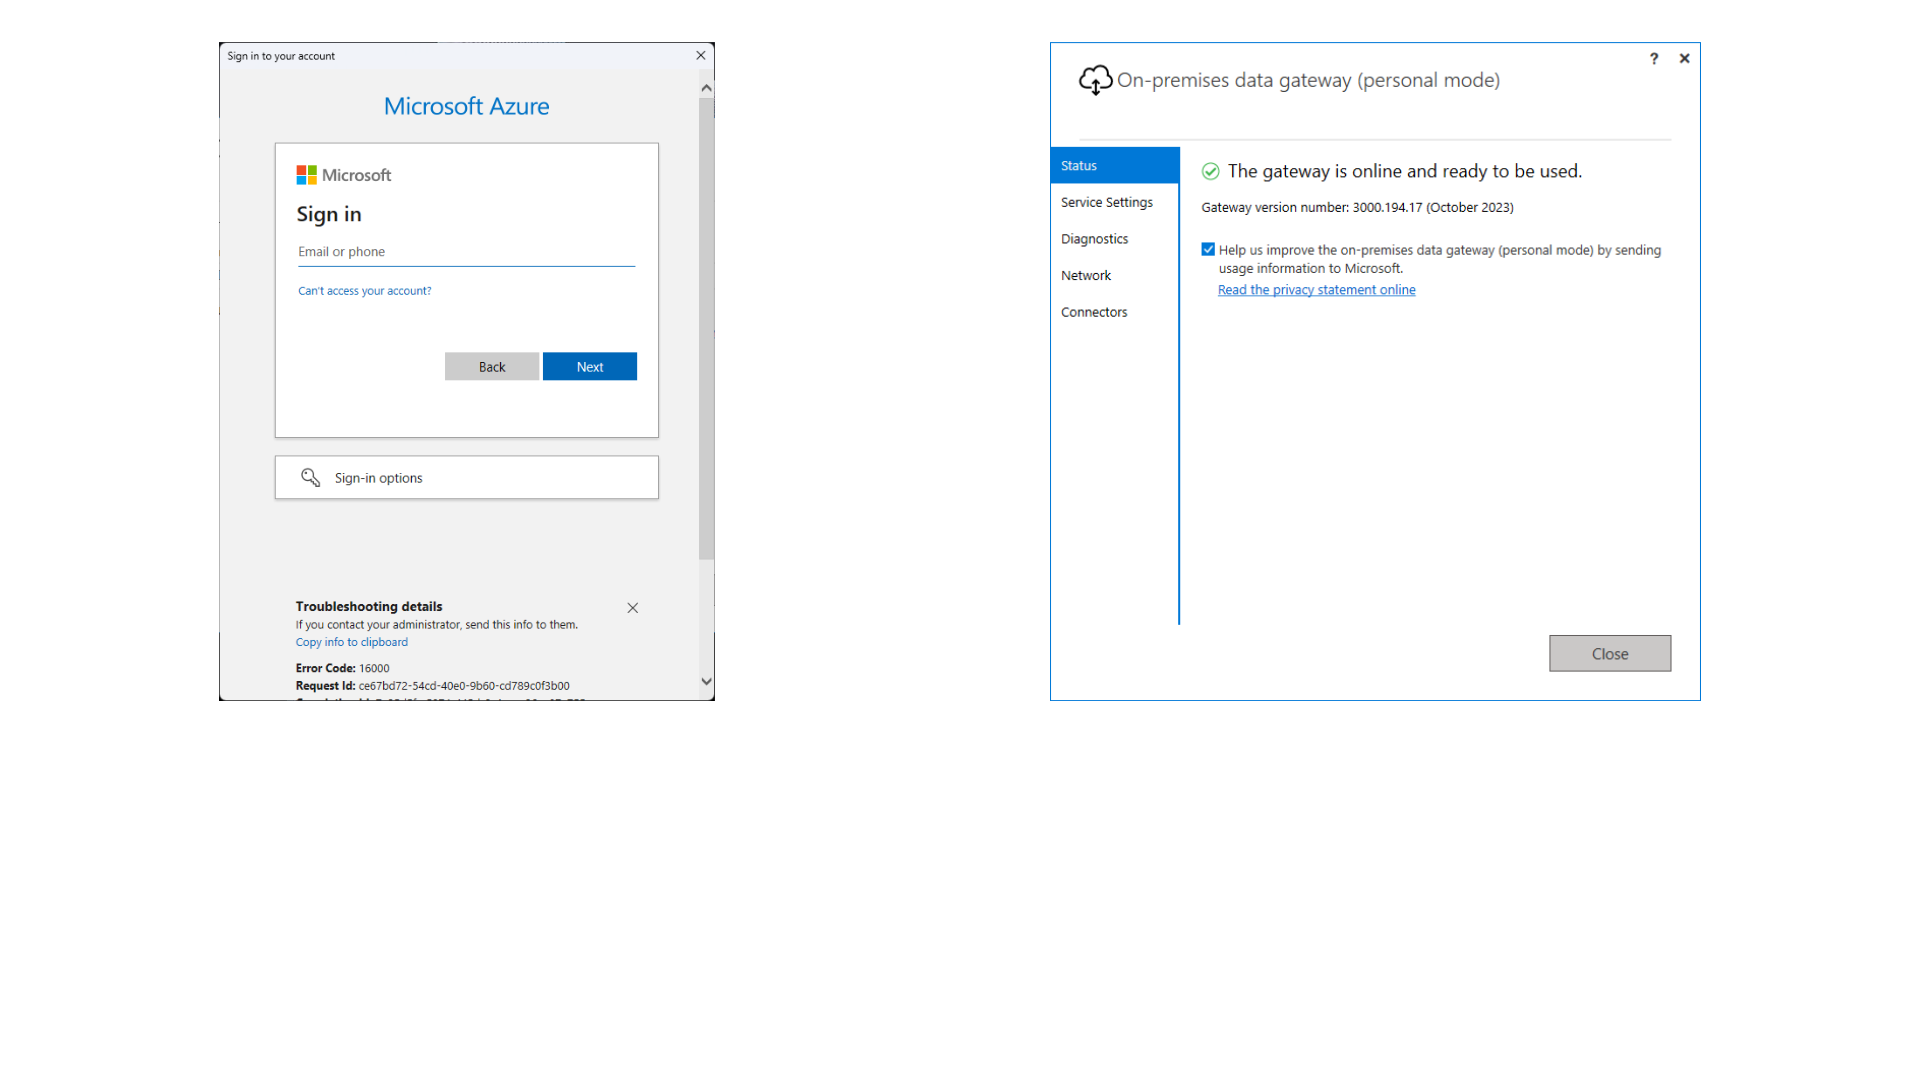 Sign in to your account
Microsoft Azure
Microsoft
Sign in
Email or phone
Can't access your account?
Back
Next
Sign-in options
Troubleshooting details
If you contact your administrator, send this info to them.
Copy info to clipboard
Error Code: 16000
Request Id: ce67bd72-54cd-40e0-9b60-cd789c0f3b00
?
On-premises data gateway (personal mode)
Status
Service Settings
Diagnostics
Network
Connectors
The gateway is online and ready to be used.
Gateway version number: 3000.194.17 (October 2023)
Help us improve the on-premises data gateway (personal mode) by sending
usage information to Microsoft.
Read the privacy statement online
Close